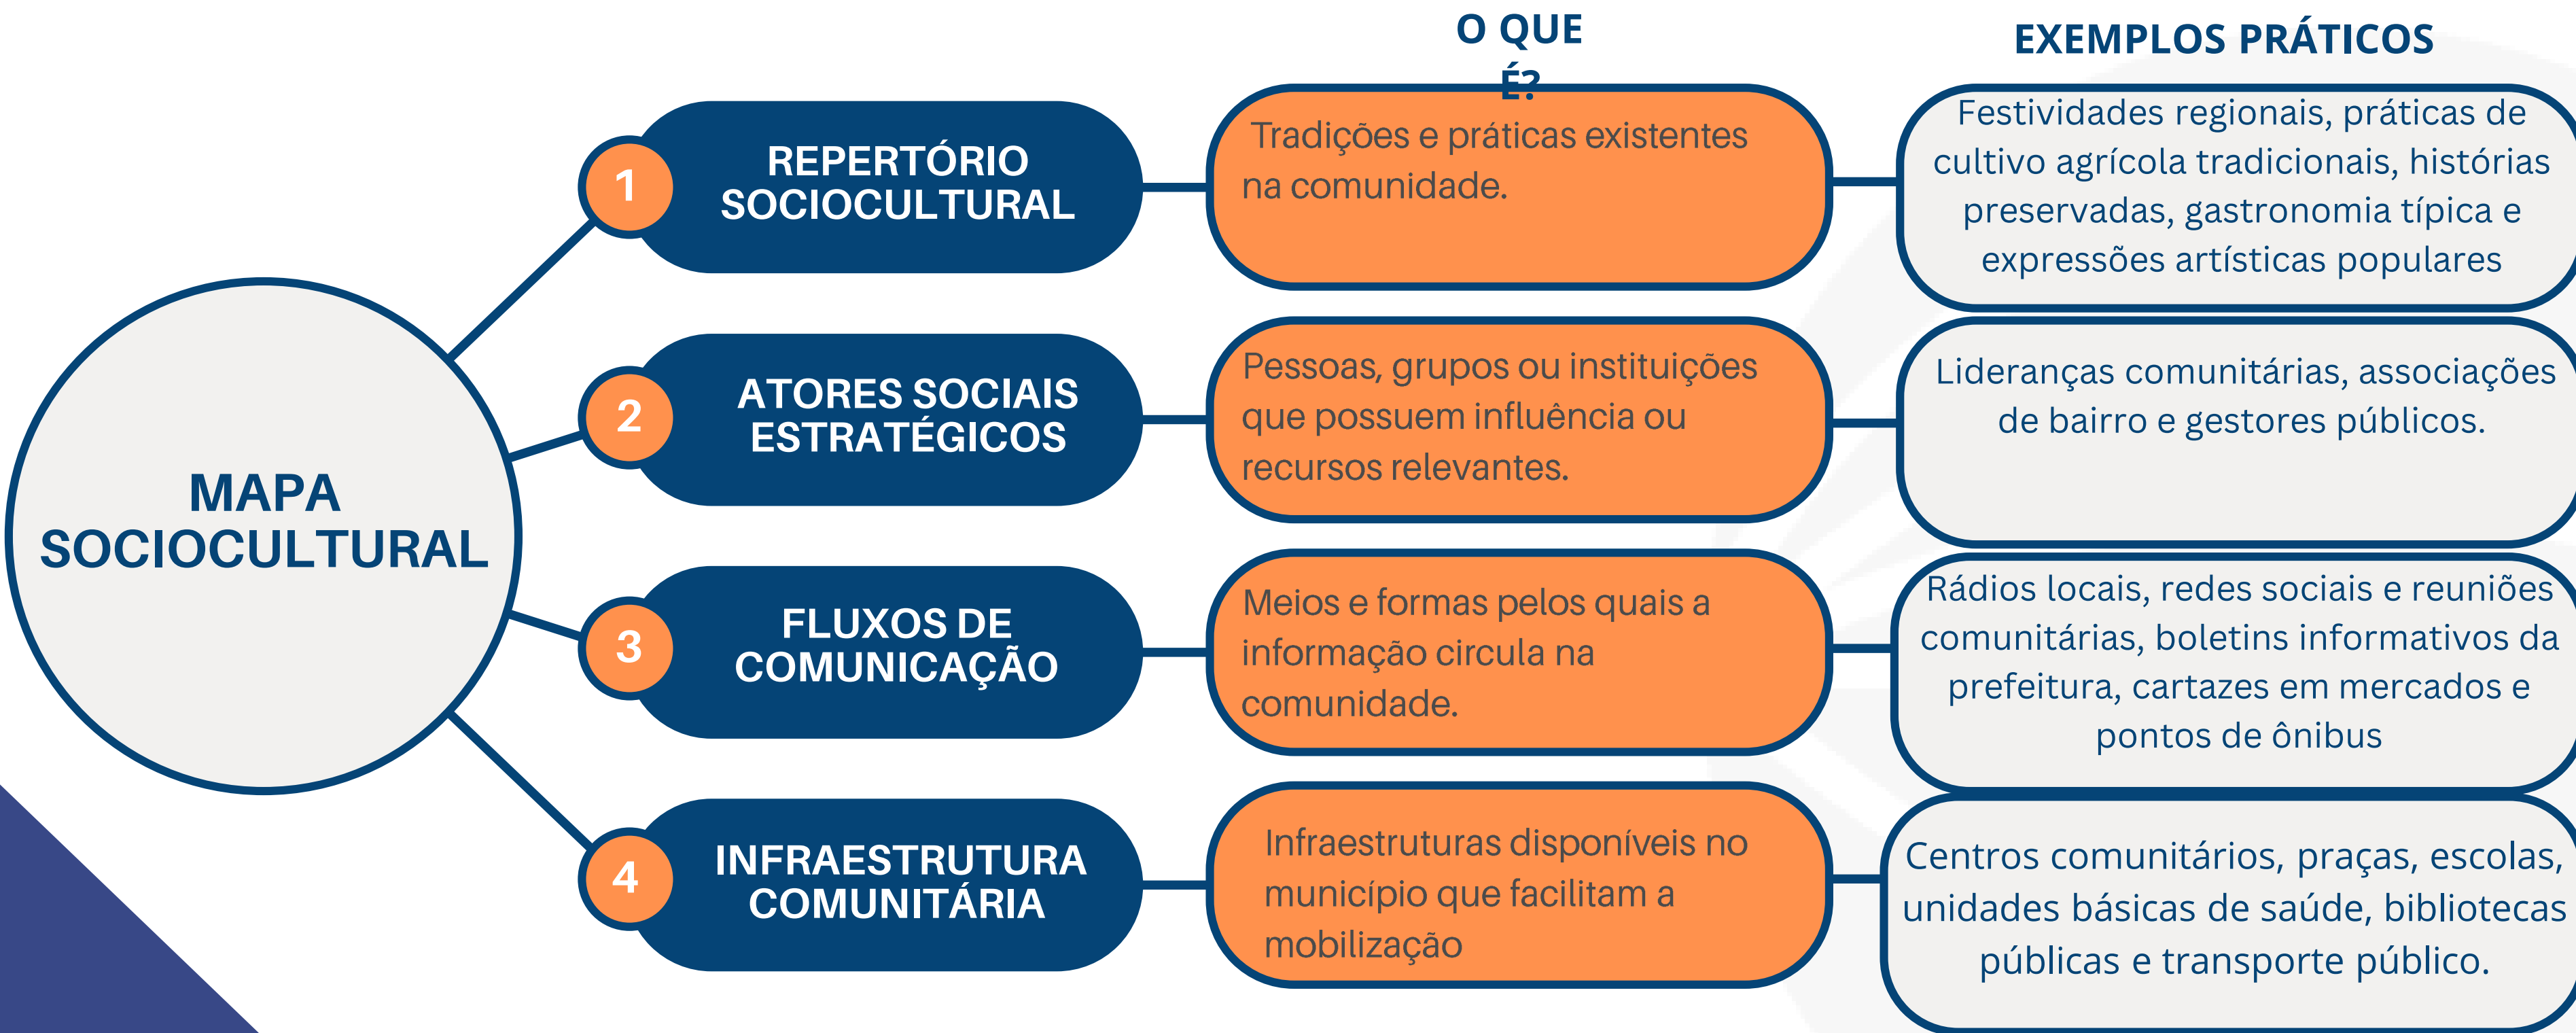 O QUE
É?
EXEMPLOS PRÁTICOS
MAPA
SOCIOCULTURAL
1
REPERTÓRIO
SOCIOCULTURAL
Tradições e práticas existentes
na comunidade.
Festividades regionais, práticas de
cultivo agrícola tradicionais, histórias
preservadas, gastronomia típica e
expressões artísticas populares
2
ATORES SOCIAIS
ESTRATÉGICOS
Pessoas, grupos ou instituições
que possuem influência ou
recursos relevantes.
Lideranças comunitárias, associações
de bairro e gestores públicos.
3
FLUXOS DE
COMUNICAÇÃO
Meios e formas pelos quais a
informação circula na
comunidade.
Rádios locais, redes sociais e reuniões
comunitárias, boletins informativos da
prefeitura, cartazes em mercados e
pontos de ônibus
4
INFRAESTRUTURA
COMUNITÁRIA
Infraestruturas disponíveis no
município que facilitam a
mobilização
Centros comunitários, praças, escolas,
unidades básicas de saúde, bibliotecas
públicas e transporte público.